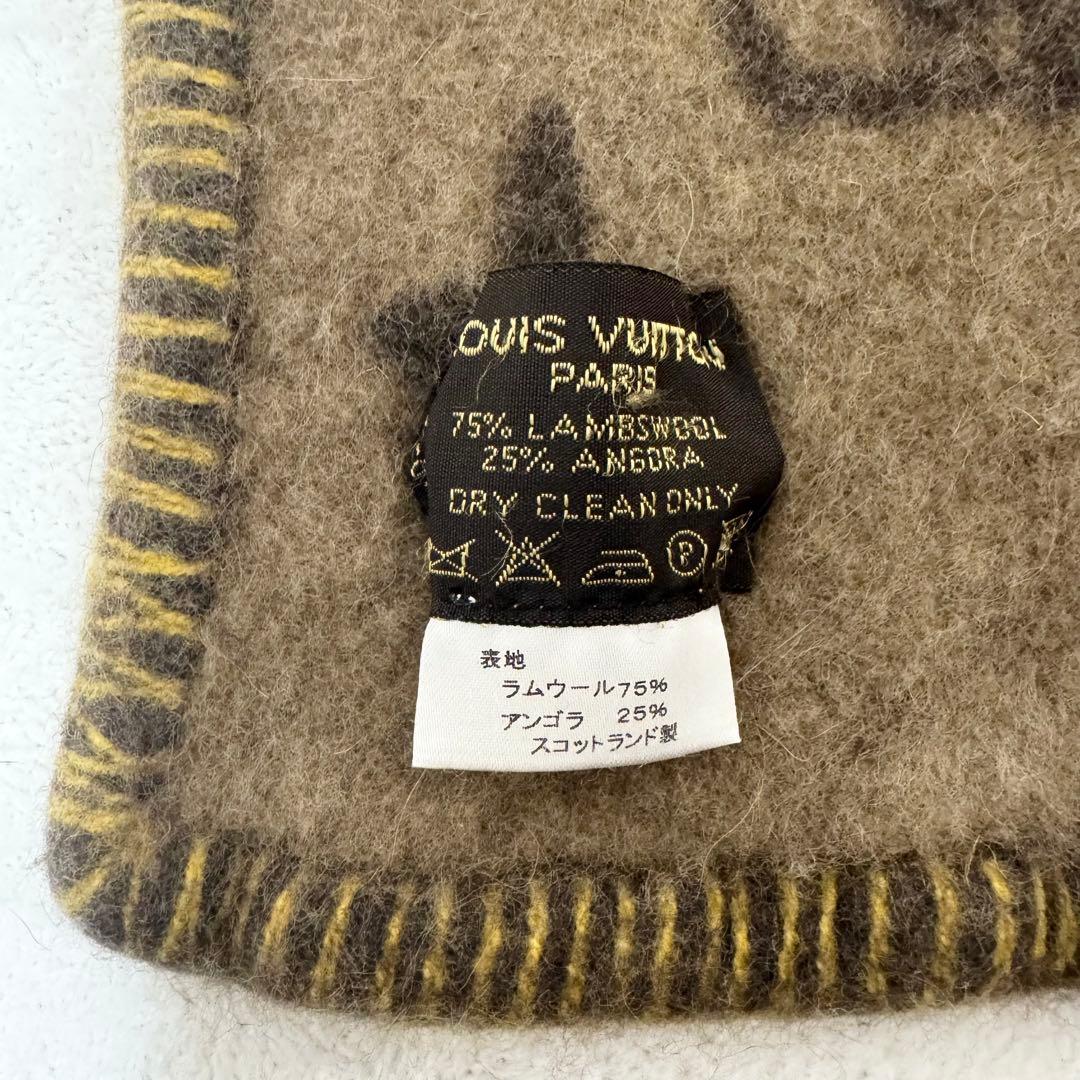 LOUIS VUITTON
PARIS
75% LAMBSWOOL
25% ANGORA
DRY CLEAN ONLY
P
表地
ラムウール75%
アンゴラ 25%
スコットランド製